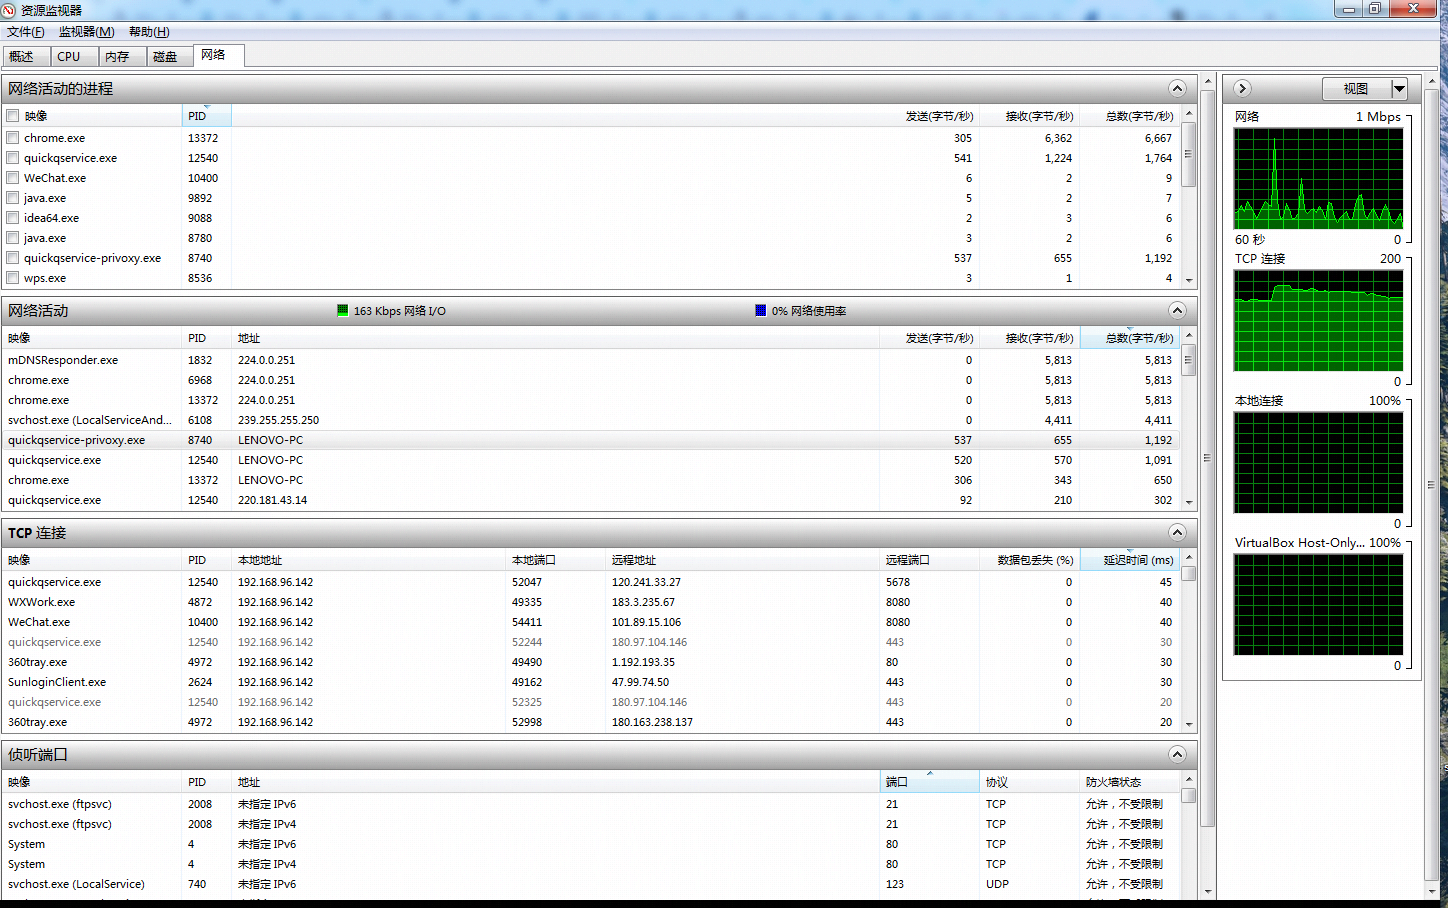 资源监视器
文件(F) 监视器(M) 帮助(H)
概述 CPU 内存 磁盘 网络
网络活动的进程
映像 PID 发送(字节/秒) 接收(字节/秒) 总数(字节/秒)
chrome.exe 13372 305 6,362 6,667
quickqservice.exe 12540 541 1,224 1,764
WeChat.exe 10400 6 2 9
java.exe 9892 5 2 7
idea64.exe 9088 2 3 6
java.exe 8780 3 2 6
quickqservice-privoxy.exe 8740 537 655 1,192
wps.exe 8536 3 1 4
网络活动 163 Kbps 网络 I/O 0% 网络使用率
映像 PID 地址 发送(字节/秒) 接收(字节/秒) 总数(字节/秒)
mDNSResponder.exe 1832 224.0.0.251 0 5,813 5,813
chrome.exe 6968 224.0.0.251 0 5,813 5,813
chrome.exe 13372 224.0.0.251 0 5,813 5,813
svchost.exe (LocalServiceAnd... 6108 239.255.255.250 0 4,411 4,411
quickqservice-privoxy.exe 8740 LENOVO-PC 537 655 1,192
quickqservice.exe 12540 LENOVO-PC 520 570 1,091
chrome.exe 13372 LENOVO-PC 306 343 650
quickqservice.exe 12540 220.181.43.14 92 210 302
TCP 连接
映像 PID 本地地址 本地端口 远程地址 远程端口 数据包丢失 (%) 延迟时间 (ms)
quickqservice.exe 12540 192.168.96.142 52047 120.241.33.27 5678 0 45
WXWork.exe 4872 192.168.96.142 49335 183.3.235.67 8080 0 40
WeChat.exe 10400 192.168.96.142 54411 101.89.15.106 8080 0 40
quickqservice.exe 12540 192.168.96.142 52244 180.97.104.146 443 0 30
360tray.exe 4972 192.168.96.142 49490 1.192.193.35 80 0 30
SunloginClient.exe 2624 192.168.96.142 49162 47.99.74.50 443 0 30
quickqservice.exe 12540 192.168.96.142 52325 180.97.104.146 443 0 20
360tray.exe 4972 192.168.96.142 52998 180.163.238.137 443 0 20
侦听端口
映像 PID 地址 端口 协议 防火墙状态
svchost.exe (ftpsvc) 2008 未指定 IPv6 21 TCP 允许，不受限制
svchost.exe (ftpsvc) 2008 未指定 IPv4 21 TCP 允许，不受限制
System 4 未指定 IPv6 80 TCP 允许，不受限制
System 4 未指定 IPv4 80 TCP 允许，不受限制
svchost.exe (LocalService) 740 未指定 IPv6 123 UDP 允许，不受限制
视图
网络 1 Mbps
60 秒 0
TCP 连接 200
0
本地连接 100%
0
VirtualBox Host-Only... 100%
0